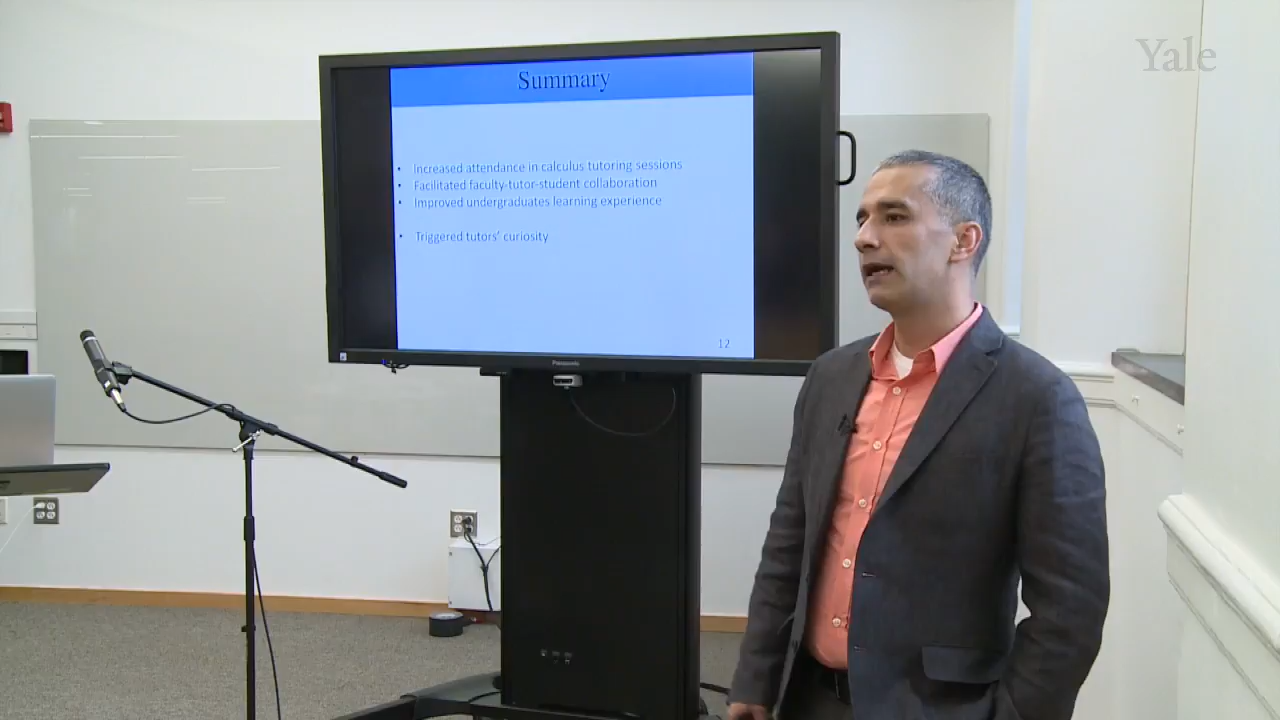 Yale
Summary
• Increased attendance in calculus tutoring sessions
• Facilitated faculty-tutor-student collaboration
• Improved undergraduates learning experience
• Triggered tutors' curiosity
12
Panasonic